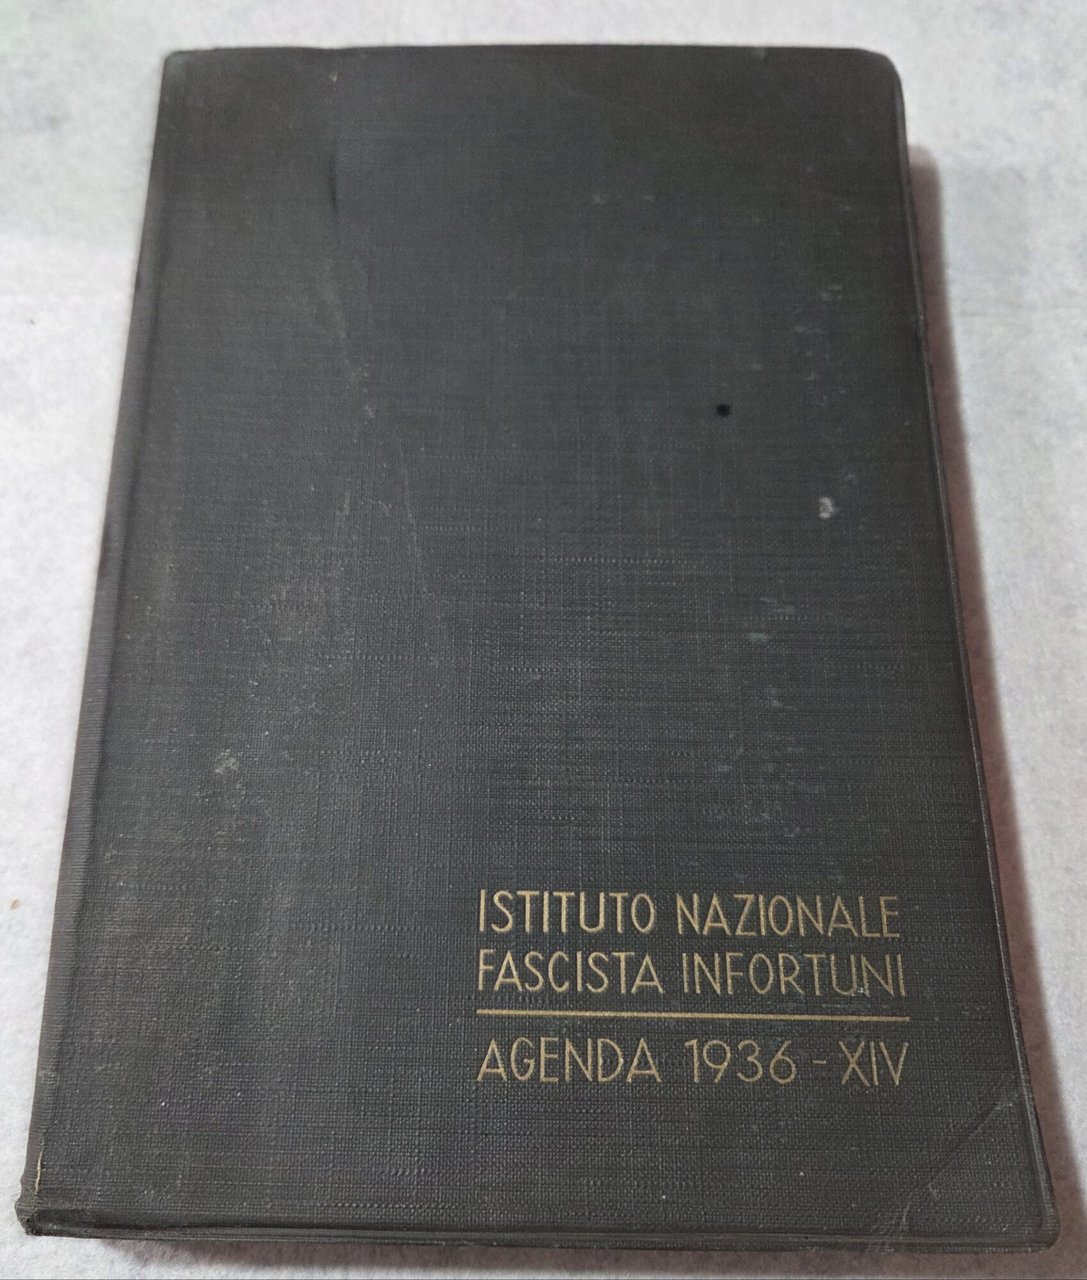 ISTITUTO NAZIONALE
FASCISTA INFORTUNI
AGENDA 1936 - XIV